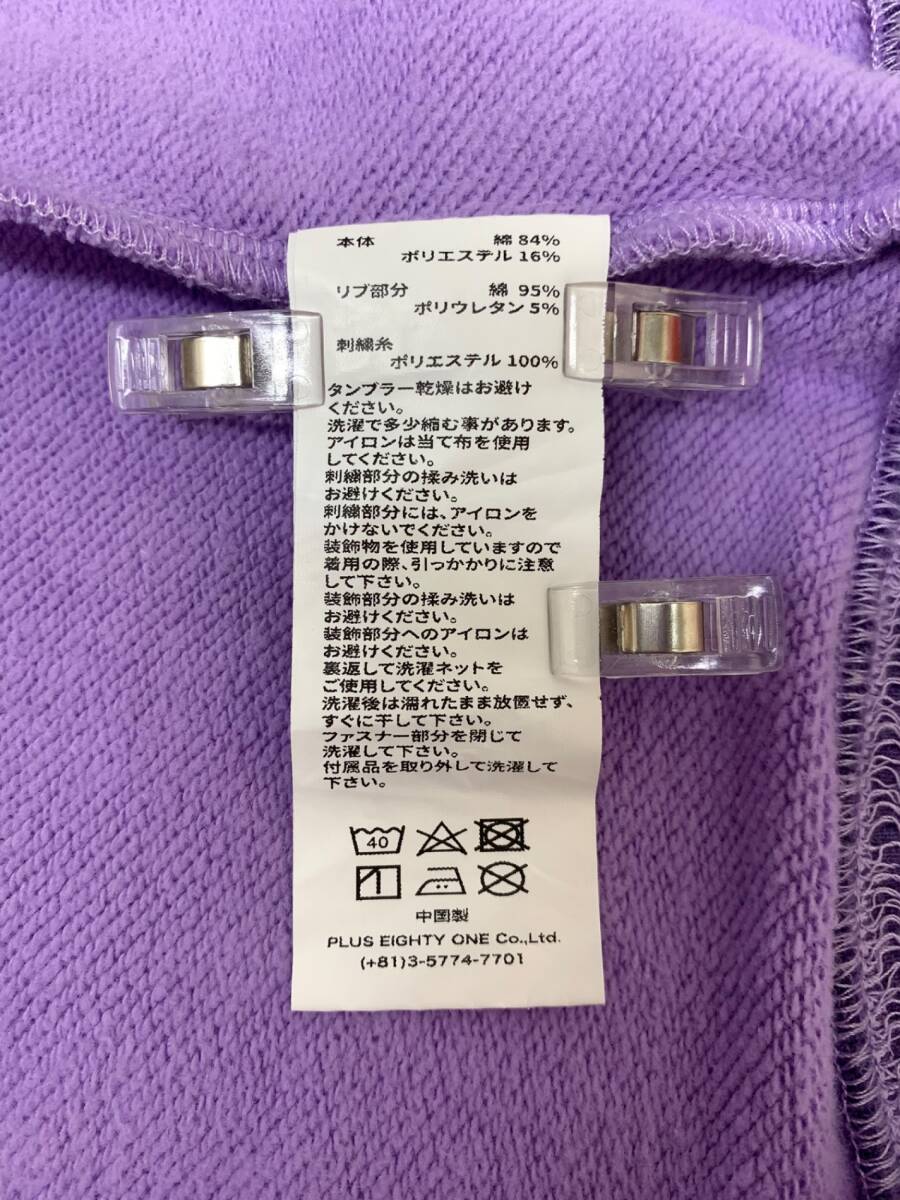 本体 綿 84%
ポリエステル 16%
リブ部分 綿 95%
ポリウレタン 5%
刺繍糸
ポリエステル 100%
タンブラー乾燥はお避け
ください。
洗濯で多少縮む事があります。
アイロンは当て布を使用
してください。
刺繍部分の揉み洗いは
お避けください。
刺繍部分には、アイロンを
かけないでください。
装飾物を使用していますので
着用の際、引っかかりに注意
して下さい。
装飾部分の揉み洗いは
お避けください。
装飾部分へのアイロンは
お避けください。
裏返して洗濯ネットを
ご使用してください。
洗濯後は濡れたまま放置せず、
すぐに干して下さい。
ファスナー部分を閉じて
洗濯して下さい。
付属品を取り外して洗濯して
下さい。
40
中国製
PLUS EIGHTY ONE Co.,Ltd.
(+81)3-5774-7701